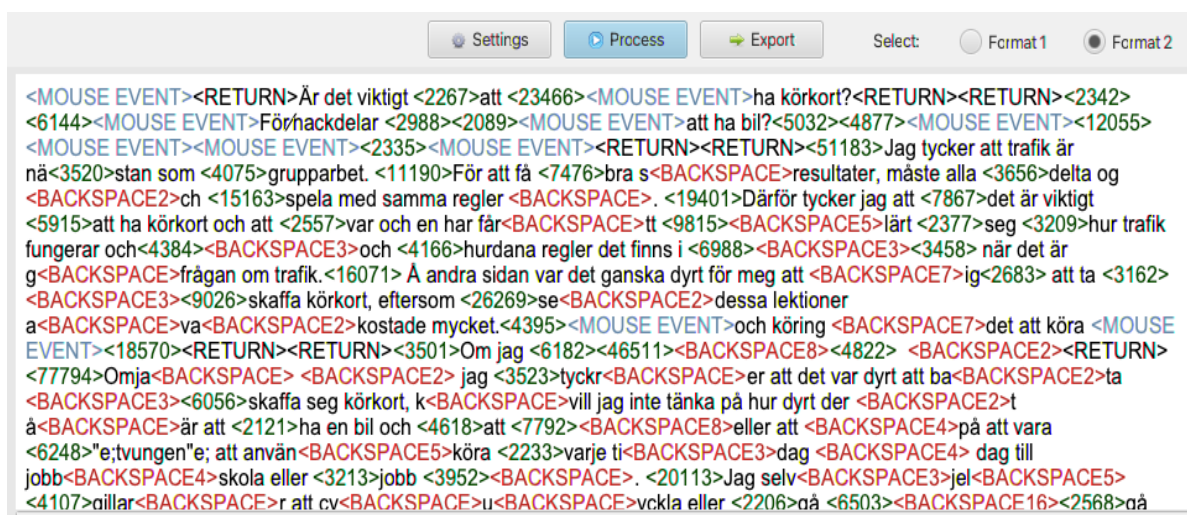 Settings Process Export Select: Format 1 Format 2
<MOUSE EVENT><RETURN>Är det viktigt <2267>att <23466><MOUSE EVENT>ha körkort?<RETURN><RETURN><2342>
<6144><MOUSE EVENT>För⁄nackdelar <2988><2089><MOUSE EVENT>att ha bil?<5032><4877><MOUSE EVENT><12055>
<MOUSE EVENT><MOUSE EVENT><2335><MOUSE EVENT><RETURN><RETURN><51183>Jag tycker att trafik är
nä<3520>stan som <4075>grupparbet. <11190>För att få <7476>bra s<BACKSPACE>resultater, måste alla <3656>delta og
<BACKSPACE2>ch <15163>spela med samma regler <BACKSPACE>. <19401>Därför tycker jag att <7867>det är viktigt
<5915>att ha körkort och att <2557>var och en har får<BACKSPACE>tt <9815><BACKSPACE5>lärt <2377>seg <3209>hur trafik
fungerar och<4384><BACKSPACE3>och <4166>hurdana regler det finns i <6988><BACKSPACE3><3458> när det är
g<BACKSPACE>frågan om trafik.<16071> Å andra sidan var det ganska dyrt för meg att <BACKSPACE7>ig<2683> att ta <3162>
<BACKSPACE3><9026>skaffa körkort, eftersom <26269>se<BACKSPACE2>dessa lektioner
a<BACKSPACE>va<BACKSPACE2>kostade mycket.<4395><MOUSE EVENT>och köring <BACKSPACE7>det att köra <MOUSE
EVENT><18570><RETURN><RETURN><3501>Om jag <6182><46511><BACKSPACE8><4822> <BACKSPACE2><RETURN>
<77794>Omja<BACKSPACE> <BACKSPACE2> jag <3523>tyckr<BACKSPACE>er att det var dyrt att ba<BACKSPACE2>ta
<BACKSPACE3><6056>skaffa seg körkort, k<BACKSPACE>vill jag inte tänka på hur dyrt der <BACKSPACE2>t
å<BACKSPACE>är att <2121>ha en bil och <4618>att <7792><BACKSPACE8>eller att <BACKSPACE4>på att vara
<6248>"e;tvungen"e; att använ<BACKSPACE5>köra <2233>varje ti<BACKSPACE3>dag <BACKSPACE4> dag till
jobb<BACKSPACE4>skola eller <3213>jobb <3952><BACKSPACE>. <20113>Jag selv<BACKSPACE3>jel<BACKSPACE5>
<4107>gillar<BACKSPACE>r att cy<BACKSPACE>u<BACKSPACE>yckla eller <2206>gå <6503><BACKSPACE16><2568>gå